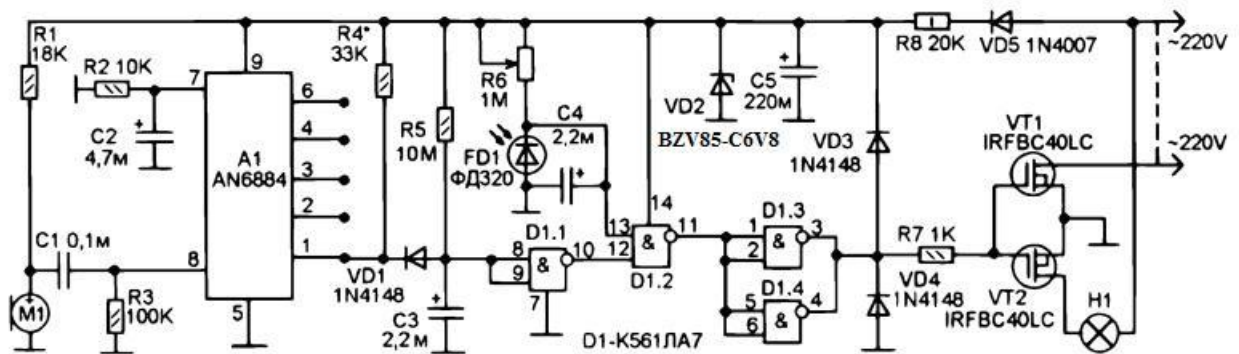 R1
18K
R2 10K
7
9
C2
4,7м
+
A1
AN6884
6
4
3
2
1
C1 0,1м
8
R3
100K
5
M1
R4*
33K
R5
10M
VD1
1N4148
+
C3
2,2м
R6
1M
C4
2,2м
FD1
ФД320
+
D1.1
8
9
&
10
7
14
13
12
&
11
D1.2
D1.3
1
2
&
3
D1.4
5
6
&
4
D1-К561ЛА7
VD2
BZV85-C6V8
+
C5
220м
VD3
1N4148
VD4
1N4148
R7 1K
R8 20K
VD5 1N4007
~220V
~220V
VT1
IRFBC40LC
VT2
IRFBC40LC
H1